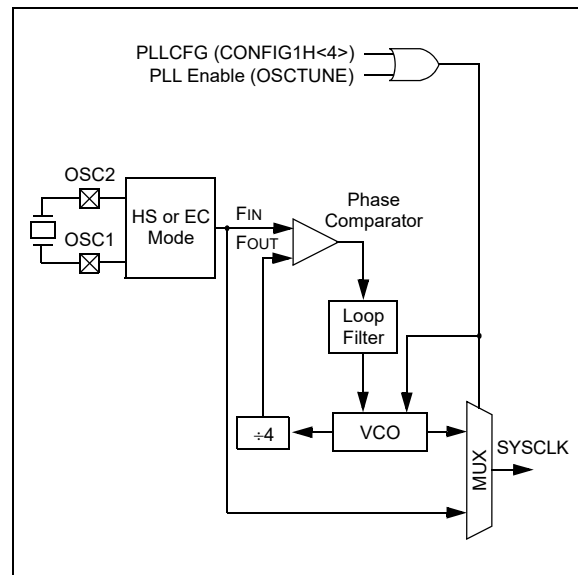 PLLCFG (CONFIG1H<4>)
PLL Enable (OSCTUNE)
OSC2
OSC1
HS or EC
Mode
FIN
FOUT
Phase
Comparator
Loop
Filter
÷4
VCO
MUX
SYSCLK